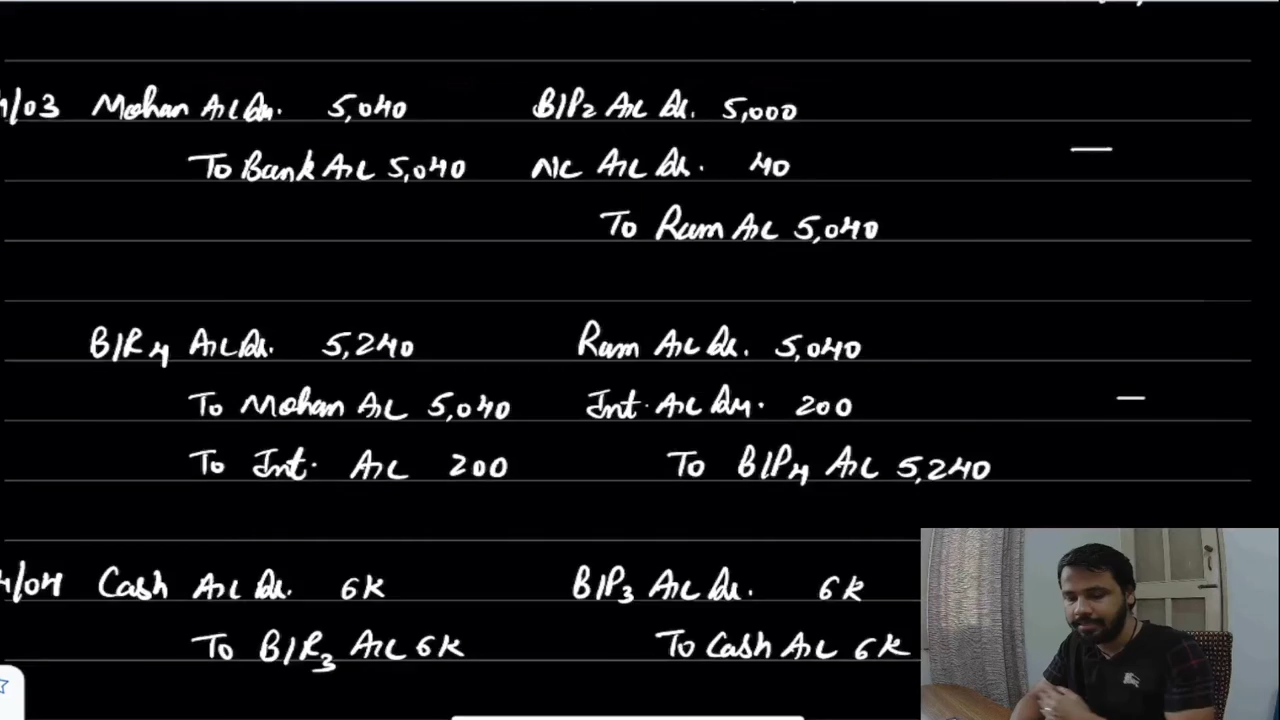 4/03 Mohan A/c Dr. 5,040 B/P2 A/c Dr. 5,000
To Bank A/c 5,040 N/C A/c Dr. 40
To Ram A/c 5,040
B/R4 A/c Dr. 5,240 Ram A/c Dr. 5,040
To Mohan A/c 5,040 Int. A/c Dr. 200
To Int. A/c 200 To B/P4 A/c 5,240
4/04 Cash A/c Dr. 6k B/P3 A/c Dr. 6k
To B/R3 A/c 6k To Cash A/c 6k